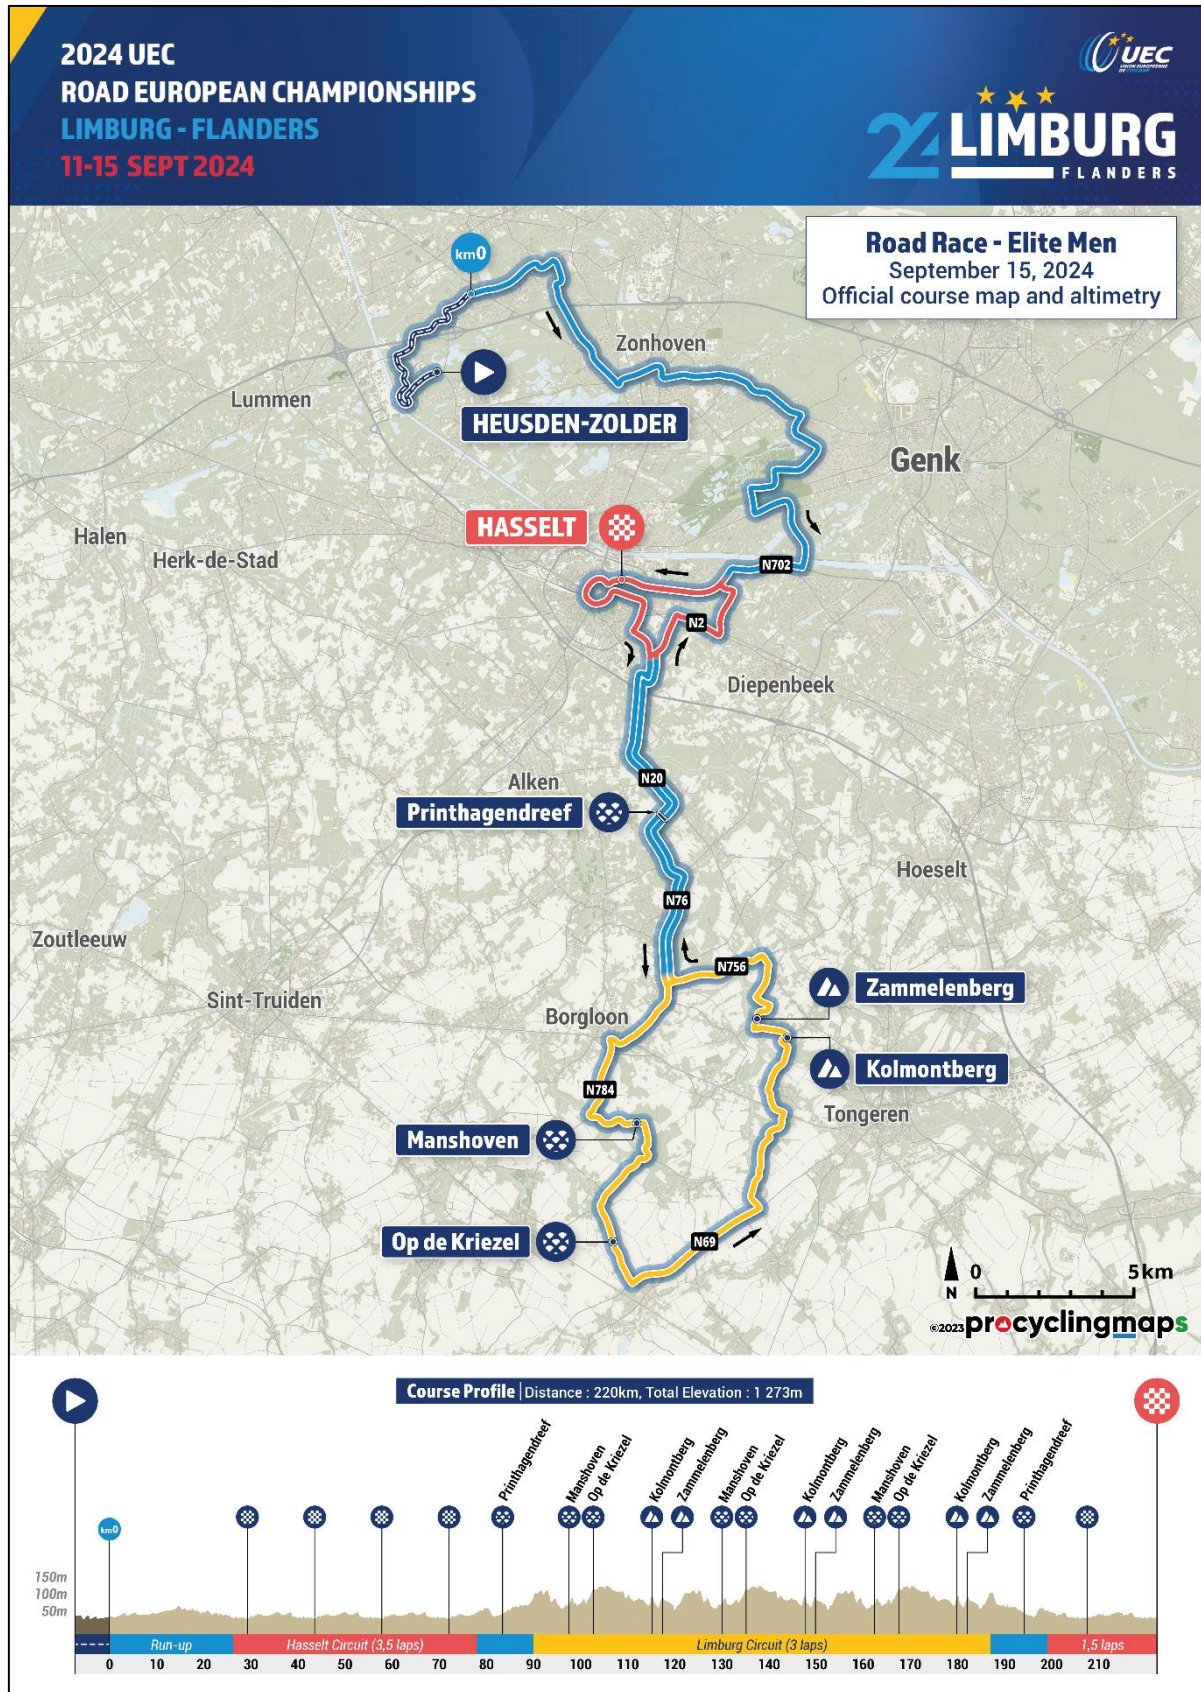 2024 UEC
ROAD EUROPEAN CHAMPIONSHIPS
LIMBURG - FLANDERS
11-15 SEPT 2024
UEC
UNION EUROPÉENNE
DE CYCLISME
24 LIMBURG
FLANDERS
Road Race - Elite Men
September 15, 2024
Official course map and altimetry
km0
Zonhoven
Lummen
HEUSDEN-ZOLDER
Genk
HASSELT
Halen
Herk-de-Stad
N702
N2
Diepenbeek
N20
Alken
Printhagendreef
Hoeselt
N76
Zoutleeuw
N756
Zammelenberg
Sint-Truiden
Borgloon
Kolmontberg
N784
Tongeren
Manshoven
Op de Kriezel
N69
N
0 5km
©2023 procyclingmaps
Course Profile | Distance : 220km, Total Elevation : 1 273m
Printhagendreef
Manshoven
Op de Kriezel
Kolmontberg
Zammelenberg
Manshoven
Op de Kriezel
Kolmontberg
Zammelenberg
Manshoven
Op de Kriezel
Kolmontberg
Zammelenberg
Printhagendreef
km0
150m
100m
50m
Run-up Hasselt Circuit (3,5 laps) Limburg Circuit (3 laps) 1,5 laps
0 10 20 30 40 50 60 70 80 90 100 110 120 130 140 150 160 170 180 190 200 210